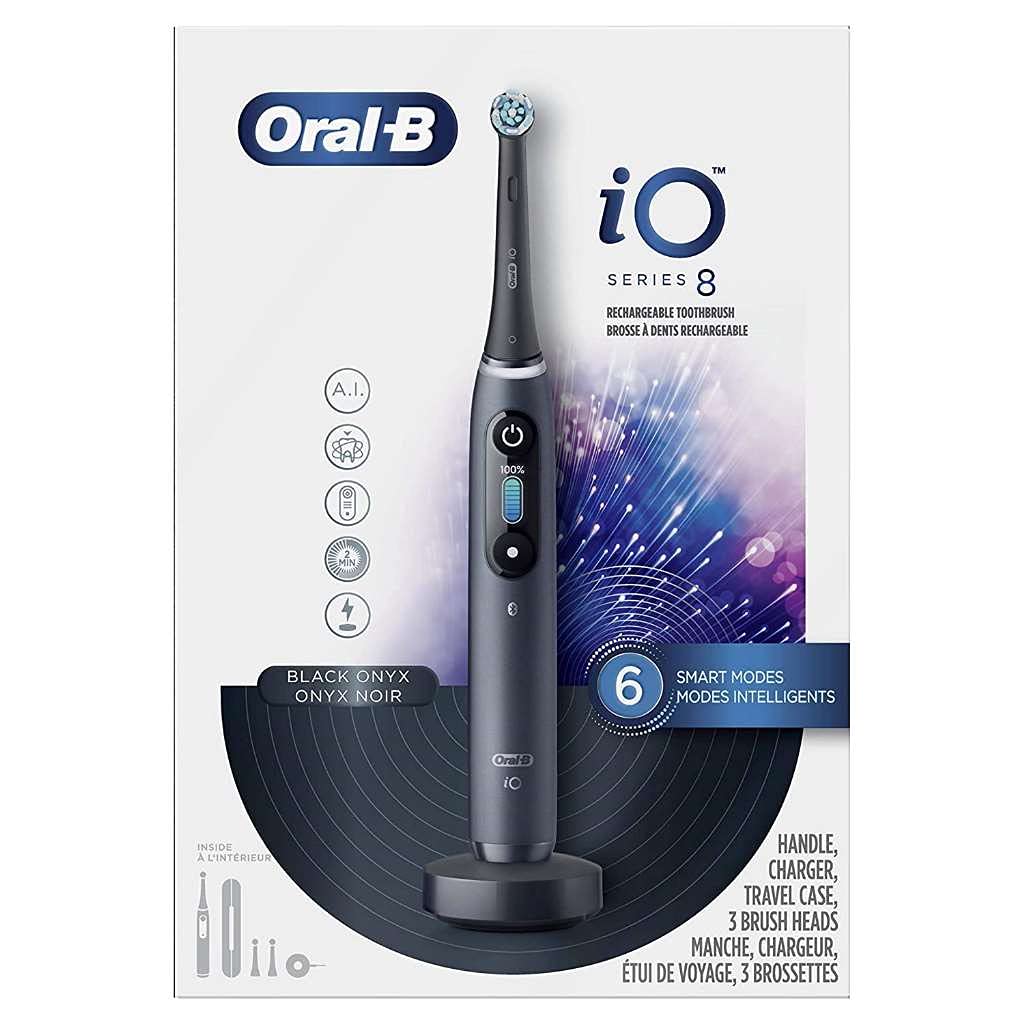 Oral-B
iO™
SERIES 8
RECHARGEABLE TOOTHBRUSH
BROSSE À DENTS RECHARGEABLE
Oral-B iO
A.I.
100%
2
MIN
BLACK ONYX
ONYX NOIR
6
SMART MODES
MODES INTELLIGENTS
Oral-B
iO
INSIDE
À L'INTÉRIEUR
HANDLE,
CHARGER,
TRAVEL CASE,
3 BRUSH HEADS
MANCHE, CHARGEUR,
ÉTUI DE VOYAGE, 3 BROSSETTES